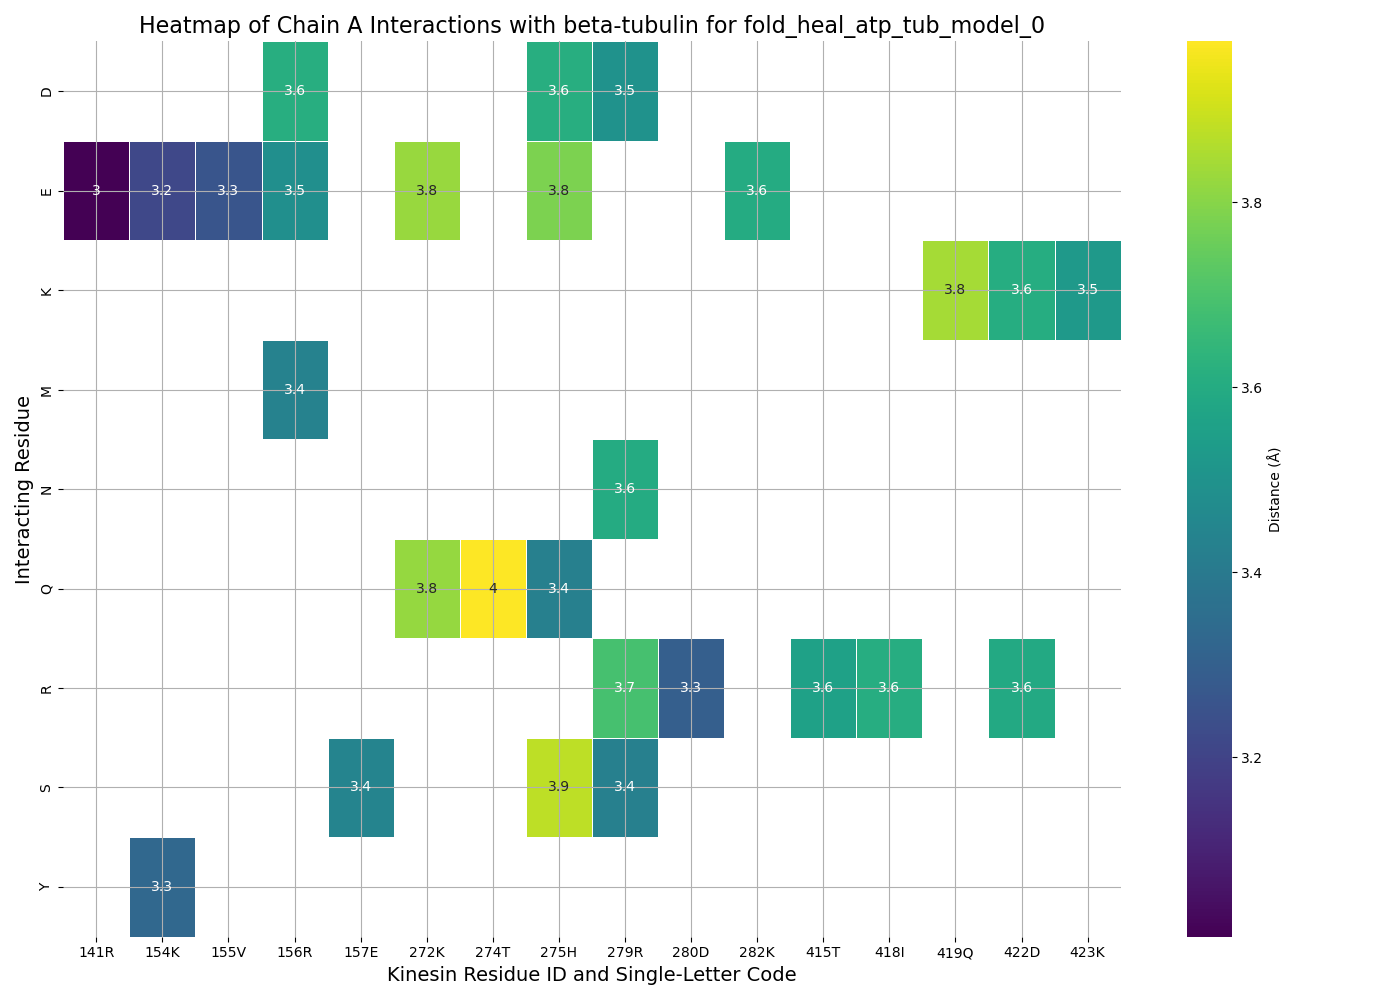 Heatmap of Chain A Interactions with beta-tubulin for fold_heal_atp_tub_model_0
Interacting Residue
D 3.6 3.6 3.5
E 3 3.2 3.3 3.5 3.8 3.8 3.6
K 3.8 3.6 3.5
M 3.4
N 3.6
Q 3.8 4 3.4
R 3.7 3.3 3.6 3.6 3.6
S 3.4 3.9 3.4
Y 3.3
141R 154K 155V 156R 157E 272K 274T 275H 279R 280D 282K 415T 418I 419Q 422D 423K
Kinesin Residue ID and Single-Letter Code
3.8
3.6
3.4
3.2
Distance (Å)